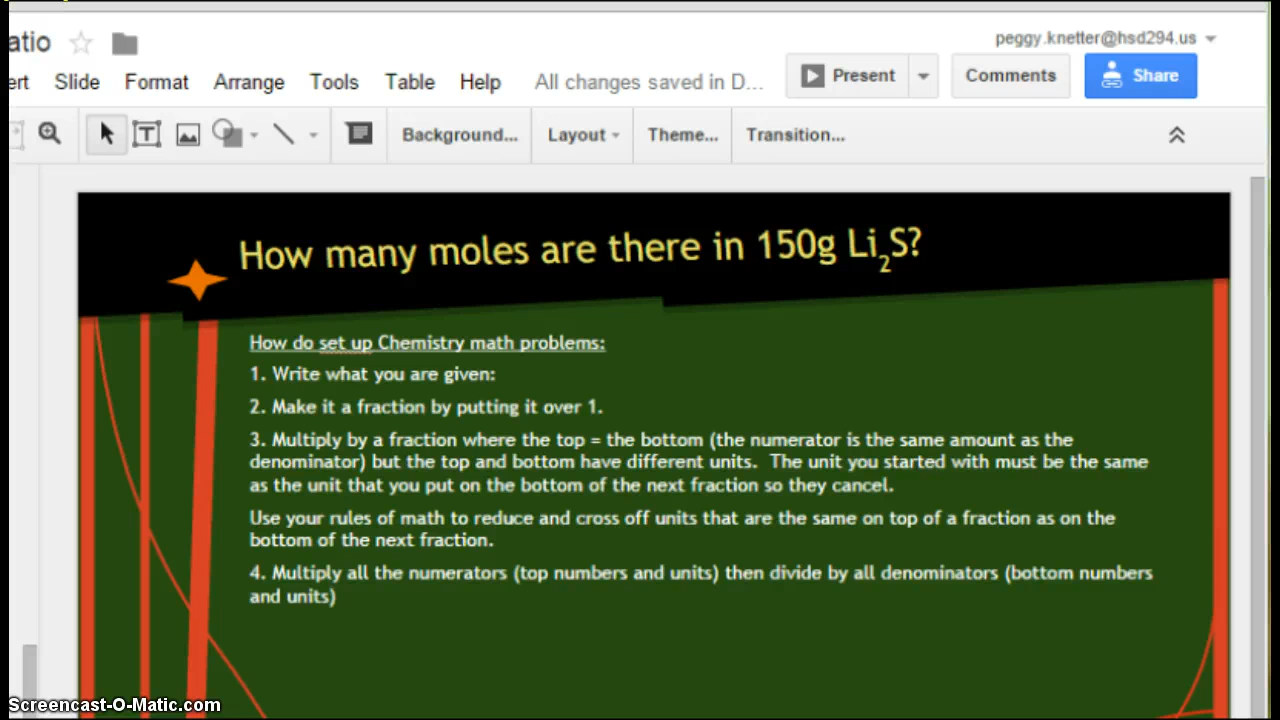 atio
peggy.knetter@hsd294.us
ert Slide Format Arrange Tools Table Help All changes saved in D... Present Comments Share
T Background... Layout Theme... Transition...
How many moles are there in 150g Li2S?
How do set up Chemistry math problems:
1. Write what you are given:
2. Make it a fraction by putting it over 1.
3. Multiply by a fraction where the top = the bottom (the numerator is the same amount as the
denominator) but the top and bottom have different units. The unit you started with must be the same
as the unit that you put on the bottom of the next fraction so they cancel.
Use your rules of math to reduce and cross off units that are the same on top of a fraction as on the
bottom of the next fraction.
4. Multiply all the numerators (top numbers and units) then divide by all denominators (bottom numbers
and units)
Screencast-O-Matic.com